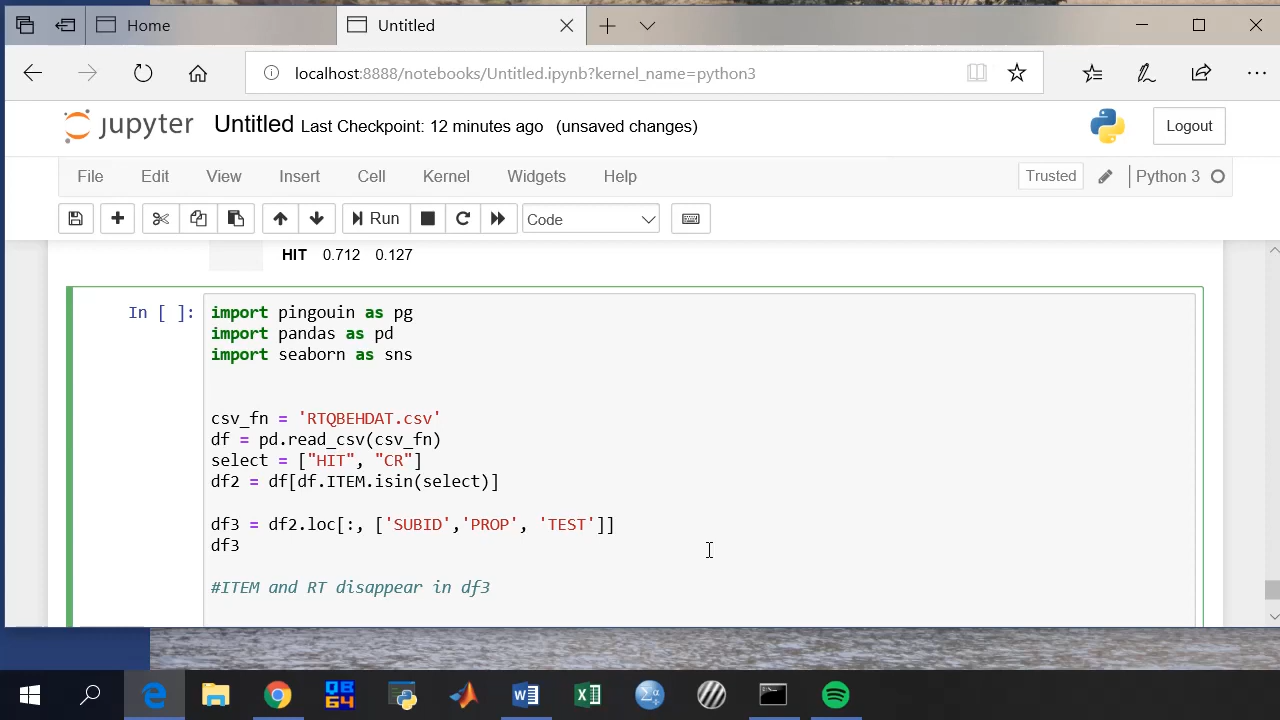 Home
Untitled
localhost:8888/notebooks/Untitled.ipynb?kernel_name=python3
jupyter Untitled Last Checkpoint: 12 minutes ago (unsaved changes)
Logout
File Edit View Insert Cell Kernel Widgets Help
Trusted
Python 3
Run
Code
HIT 0.712 0.127
In [ ]:
import pingouin as pg
import pandas as pd
import seaborn as sns
csv_fn = 'RTQBEHDAT.csv'
df = pd.read_csv(csv_fn)
select = ["HIT", "CR"]
df2 = df[df.ITEM.isin(select)]
df3 = df2.loc[:, ['SUBID','PROP', 'TEST']]
df3
#ITEM and RT disappear in df3
QB
64